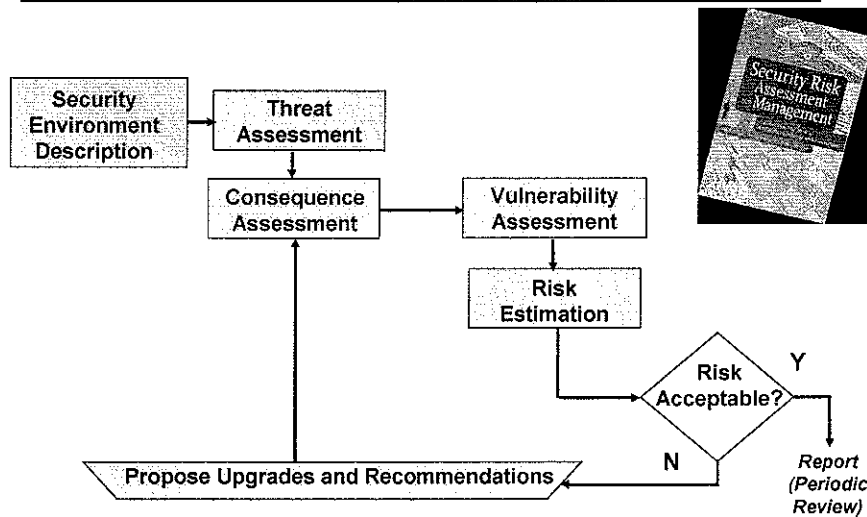 Security Risk
Assessment
Management
Security
Environment
Description
Threat
Assessment
Consequence
Assessment
Vulnerability
Assessment
Risk
Estimation
Risk
Acceptable?
Y
N
Propose Upgrades and Recommendations
Report
(Periodic
Review)